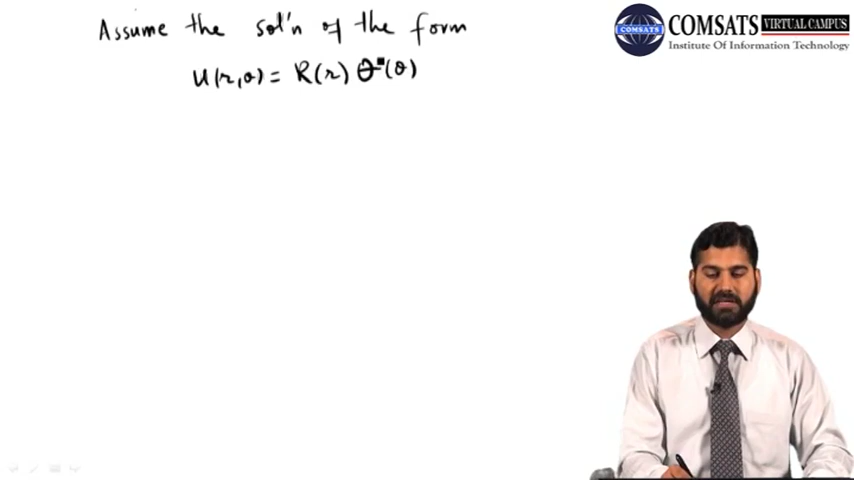 Assume the sol'n of the form
u(r,θ) = R(r) Θ(θ)
COMSATS VIRTUAL CAMPUS
COMSATS
Institute Of Information Technology